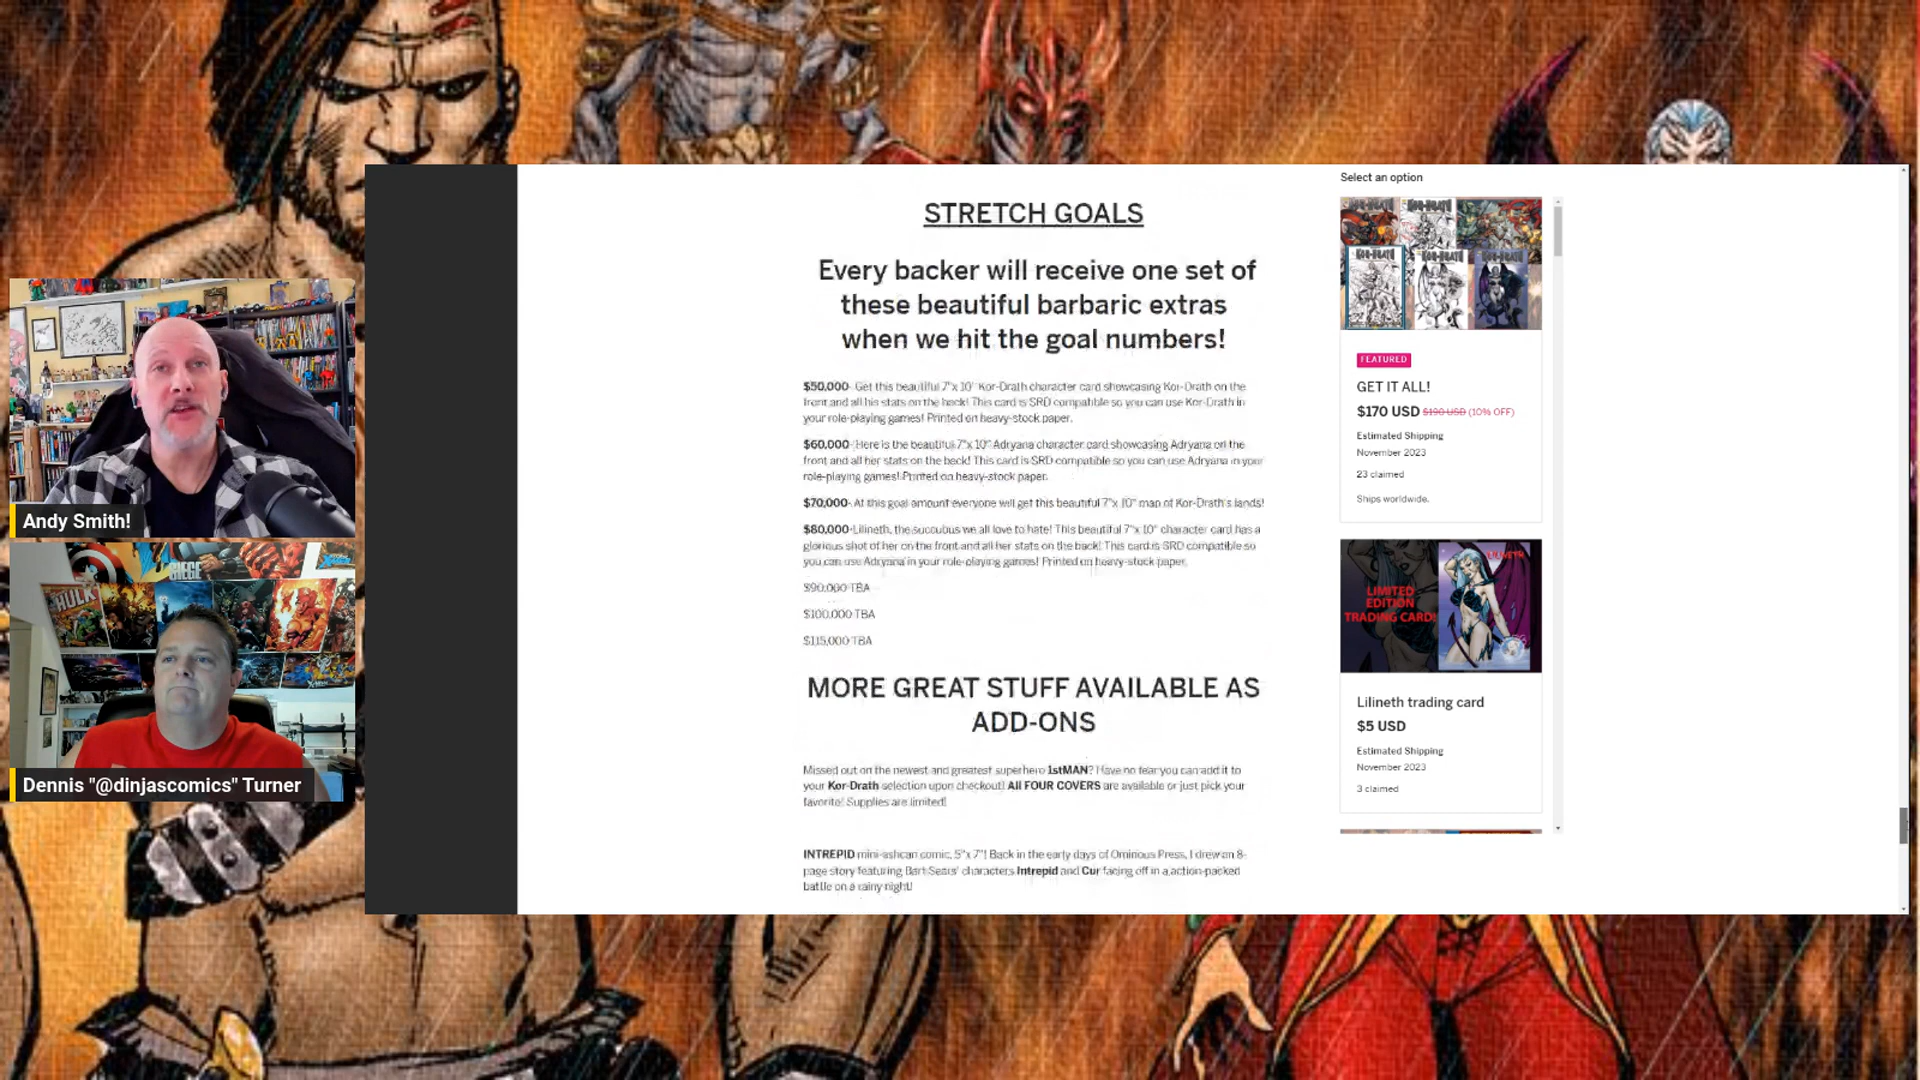 STRETCH GOALS
Every backer will receive one set of
these beautiful barbaric extras
when we hit the goal numbers!
$50,000- Get this beautiful 7"x 10" Kor-Drath character card showcasing Kor-Drath on the
front and all his stats on the back! This card is SRD compatible so you can use Kor-Drath in
your role-playing games! Printed on heavy-stock paper.
$60,000- Here is the beautiful 7"x 10" Adryana character card showcasing Adryana on the
front and all her stats on the back! This card is SRD compatible so you can use Adryana in your
role-playing games! Printed on heavy-stock paper.
$70,000- At this goal amount everyone will get this beautiful 7"x 10" map of Kor-Drath's lands!
$80,000-Lilineth, the succubus we all love to hate! This beautiful 7"x 10" character card has a
glorious shot of her on the front and all her stats on the back! This card is SRD compatible so
you can use Adryana in your role-playing games! Printed on heavy-stock paper.
$90,000 TBA
$100,000 TBA
$115,000 TBA
MORE GREAT STUFF AVAILABLE AS
ADD-ONS
Missed out on the newest and greatest superhero 1stMAN? Have no fear you can add it to
your Kor-Drath selection upon checkout! All FOUR COVERS are available or just pick your
favorite! Supplies are limited!
INTREPID mini-ashcan comic, 5"x 7"! Back in the early days of Ominous Press, I drew an 8-
page story featuring Bart Sears' characters Intrepid and Cur facing off in a action-packed
battle on a rainy night!
Select an option
KOR-DRATH
KOR-DRATH
KOR-DRATH
KOR-DRATH
KOR-DRATH
FEATURED
GET IT ALL!
$170 USD $190 USD (10% OFF)
Estimated Shipping
November 2023
23 claimed
Ships worldwide.
LIMITED
EDITION
TRADING CARD!
LILINETH
Lilineth trading card
$5 USD
Estimated Shipping
November 2023
3 claimed
Andy Smith!
SIEGE
HULK
Dennis "@dinjascomics" Turner